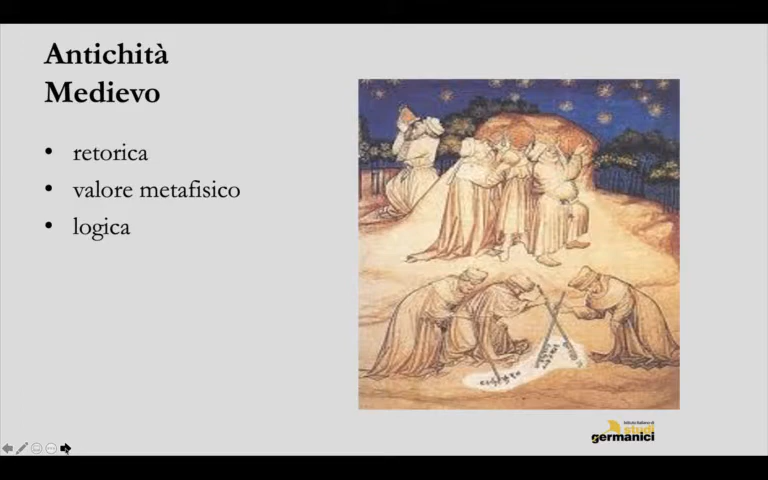 Antichità
Medievo
• retorica
• valore metafisico
• logica
studi
germanici